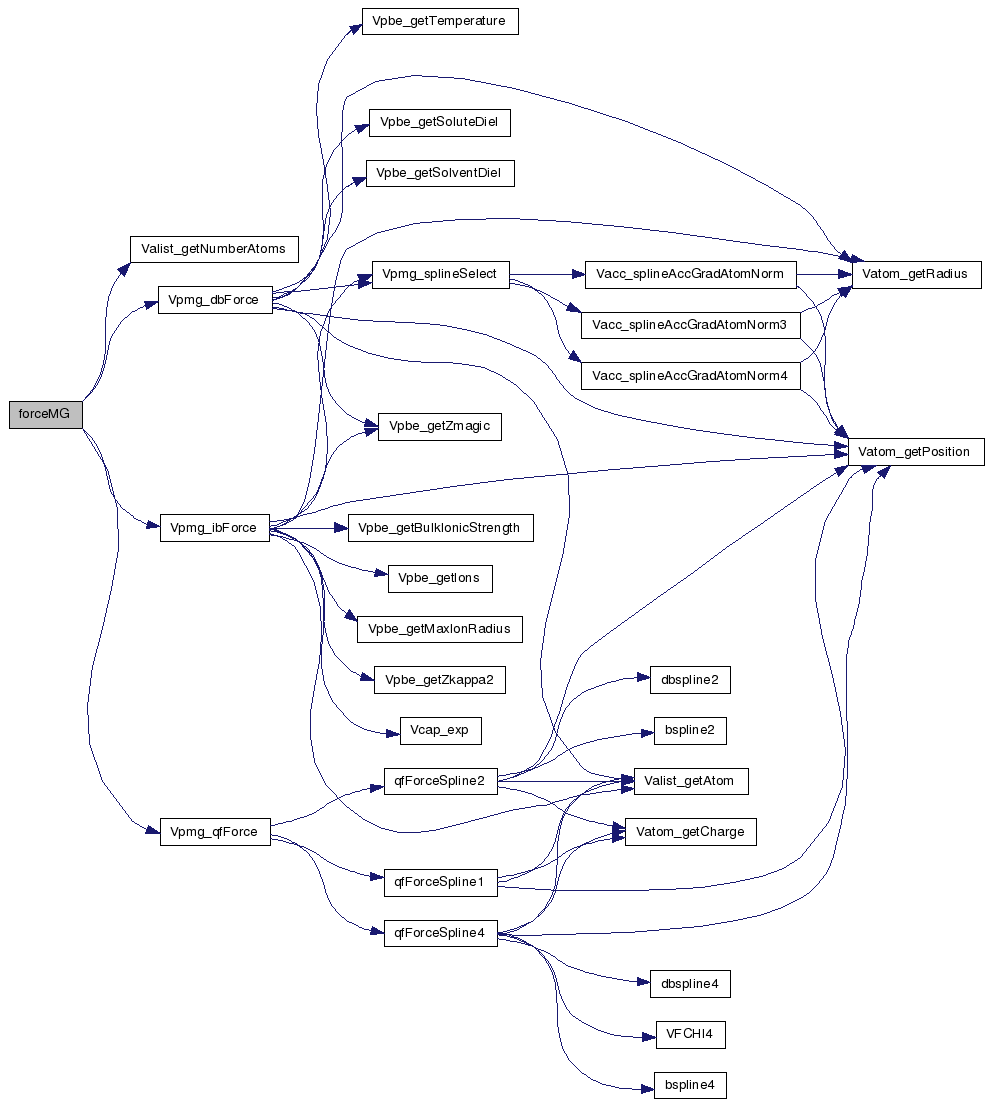 Vpbe_getTemperature
Vpbe_getSoluteDiel
Vpbe_getSolventDiel
Valist_getNumberAtoms
Vpmg_splineSelect
Vacc_splineAccGradAtomNorm
Vatom_getRadius
Vpmg_dbForce
Vacc_splineAccGradAtomNorm3
Vacc_splineAccGradAtomNorm4
forceMG
Vpbe_getZmagic
Vatom_getPosition
Vpmg_ibForce
Vpbe_getBulkIonicStrength
Vpbe_getIons
Vpbe_getMaxIonRadius
Vpbe_getZkappa2
dbspline2
Vcap_exp
bspline2
qfForceSpline2
Valist_getAtom
Vpmg_qfForce
Vatom_getCharge
qfForceSpline1
qfForceSpline4
dbspline4
VFCHI4
bspline4